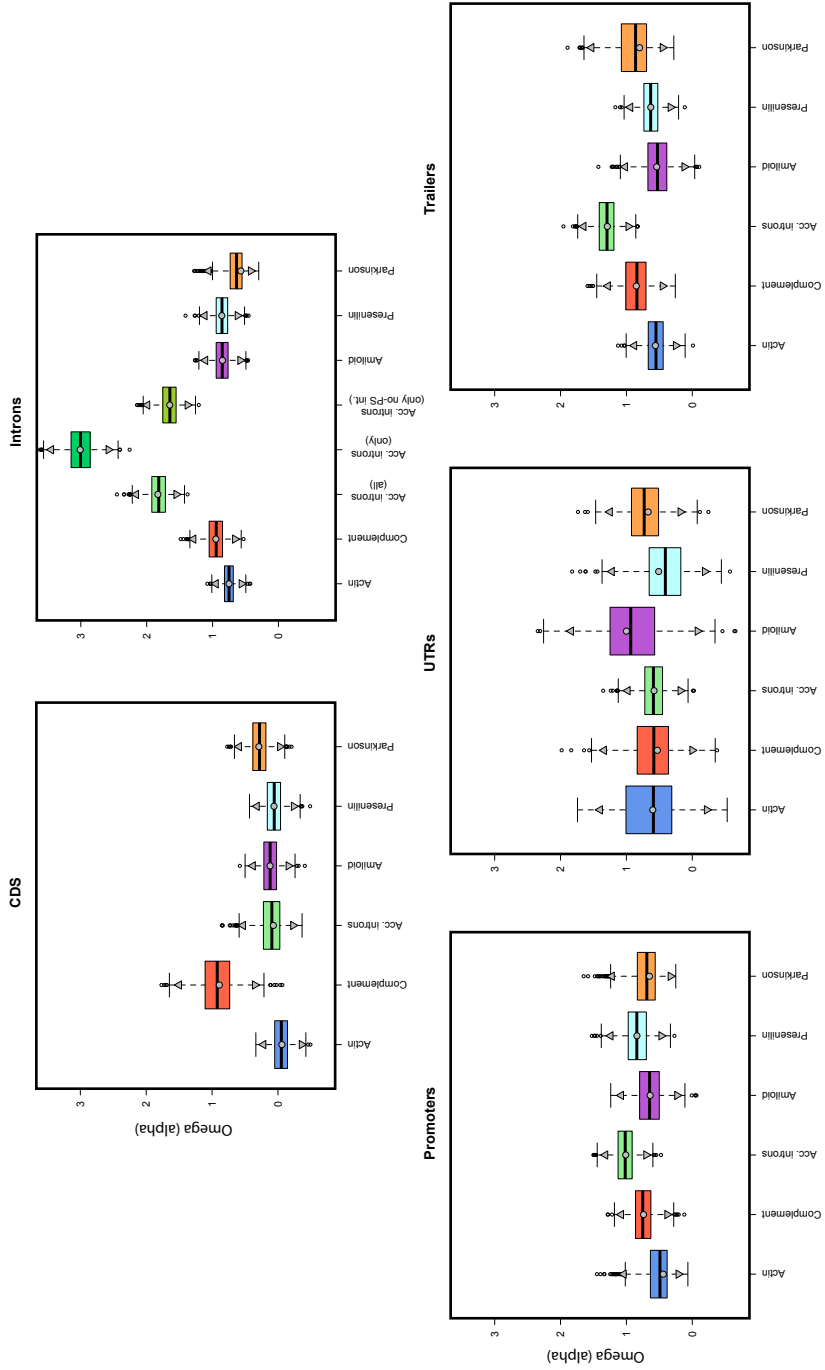 CDS
Omega (alpha)
3
2
1
0
Actin
Complement
Acc. introns
Amiloid
Presenilin
Parkinson
Introns
3
2
1
0
Actin
Complement
Acc. introns
(all)
Acc. introns
(only)
Acc. introns
(only no-PS int.)
Amiloid
Presenilin
Parkinson
Promoters
Omega (alpha)
3
2
1
0
Actin
Complement
Acc. introns
Amiloid
Presenilin
Parkinson
UTRs
3
2
1
0
Actin
Complement
Acc. introns
Amiloid
Presenilin
Parkinson
Trailers
3
2
1
0
Actin
Complement
Acc. introns
Amiloid
Presenilin
Parkinson